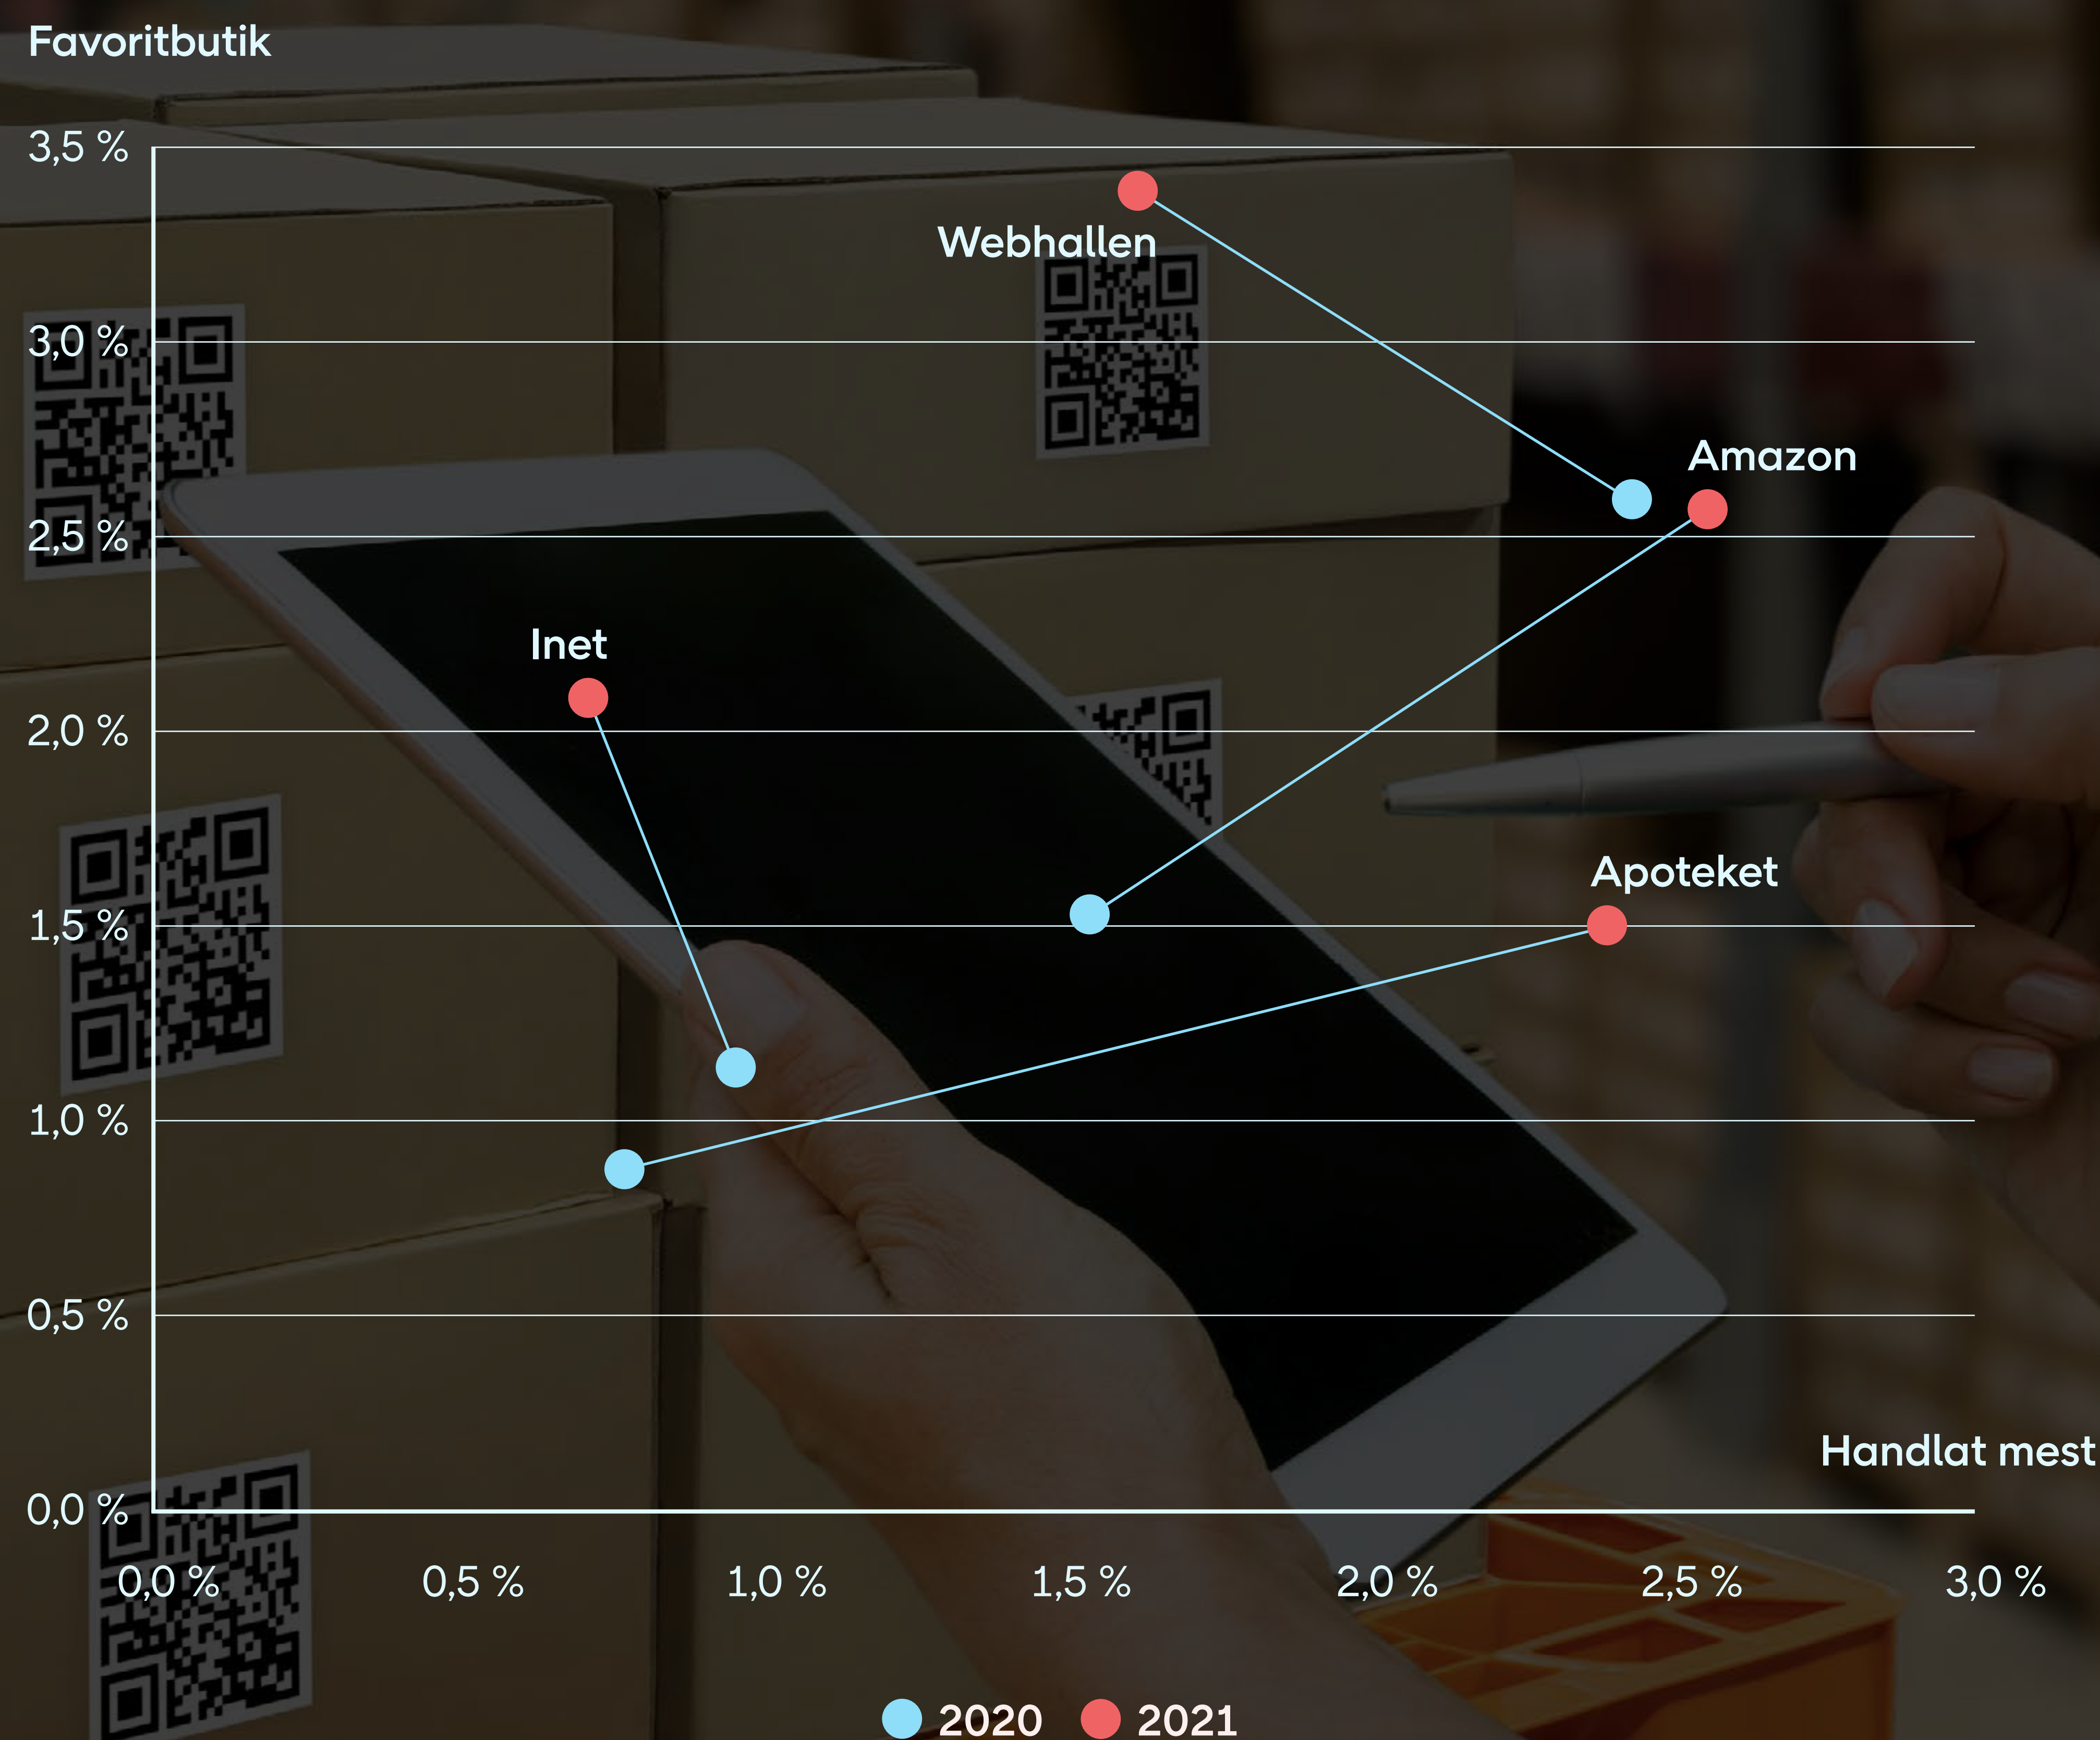 Favoritbutik
3,5 %
Webhallen
3,0 %
Amazon
2,5 %
Inet
2,0 %
Apoteket
1,5 %
1,0 %
0,5 %
Handlat mest
0,0 %
0,0 % 0,5 % 1,0 % 1,5 % 2,0 % 2,5 % 3,0 %
2020 2021